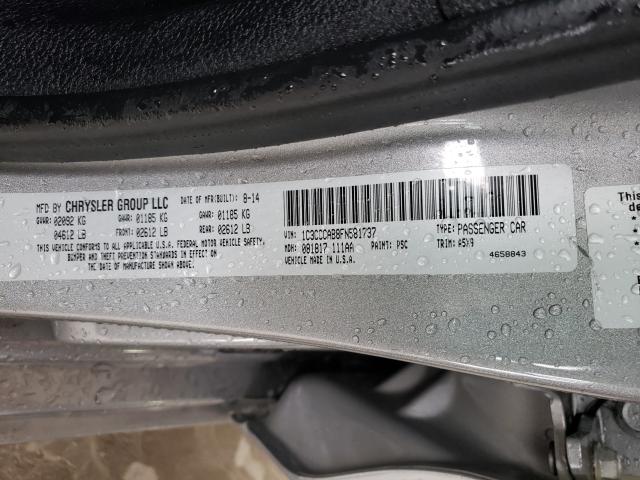 MFD BY CHRYSLER GROUP LLC DATE OF MFR(BUILT): 8-14
GVWR: 02092 KG GAWR: 01185 KG GAWR: 01185 KG
04612 LB FRONT: 02612 LB REAR: 02612 LB
THIS VEHICLE CONFORMS TO ALL APPLICABLE U.S.A. FEDERAL MOTOR VEHICLE SAFETY,
BUMPER AND THEFT PREVENTION STANDARDS IN EFFECT ON
THE DATE OF MANUFACTURE SHOWN ABOVE.
VIN: 1C3CCCAB8FN581737 TYPE: PASSENGER CAR
MDH: 081817 111AA PAINT: PSC TRIM: A5X9
VEHICLE MADE IN U.S.A. 4658843
This
de